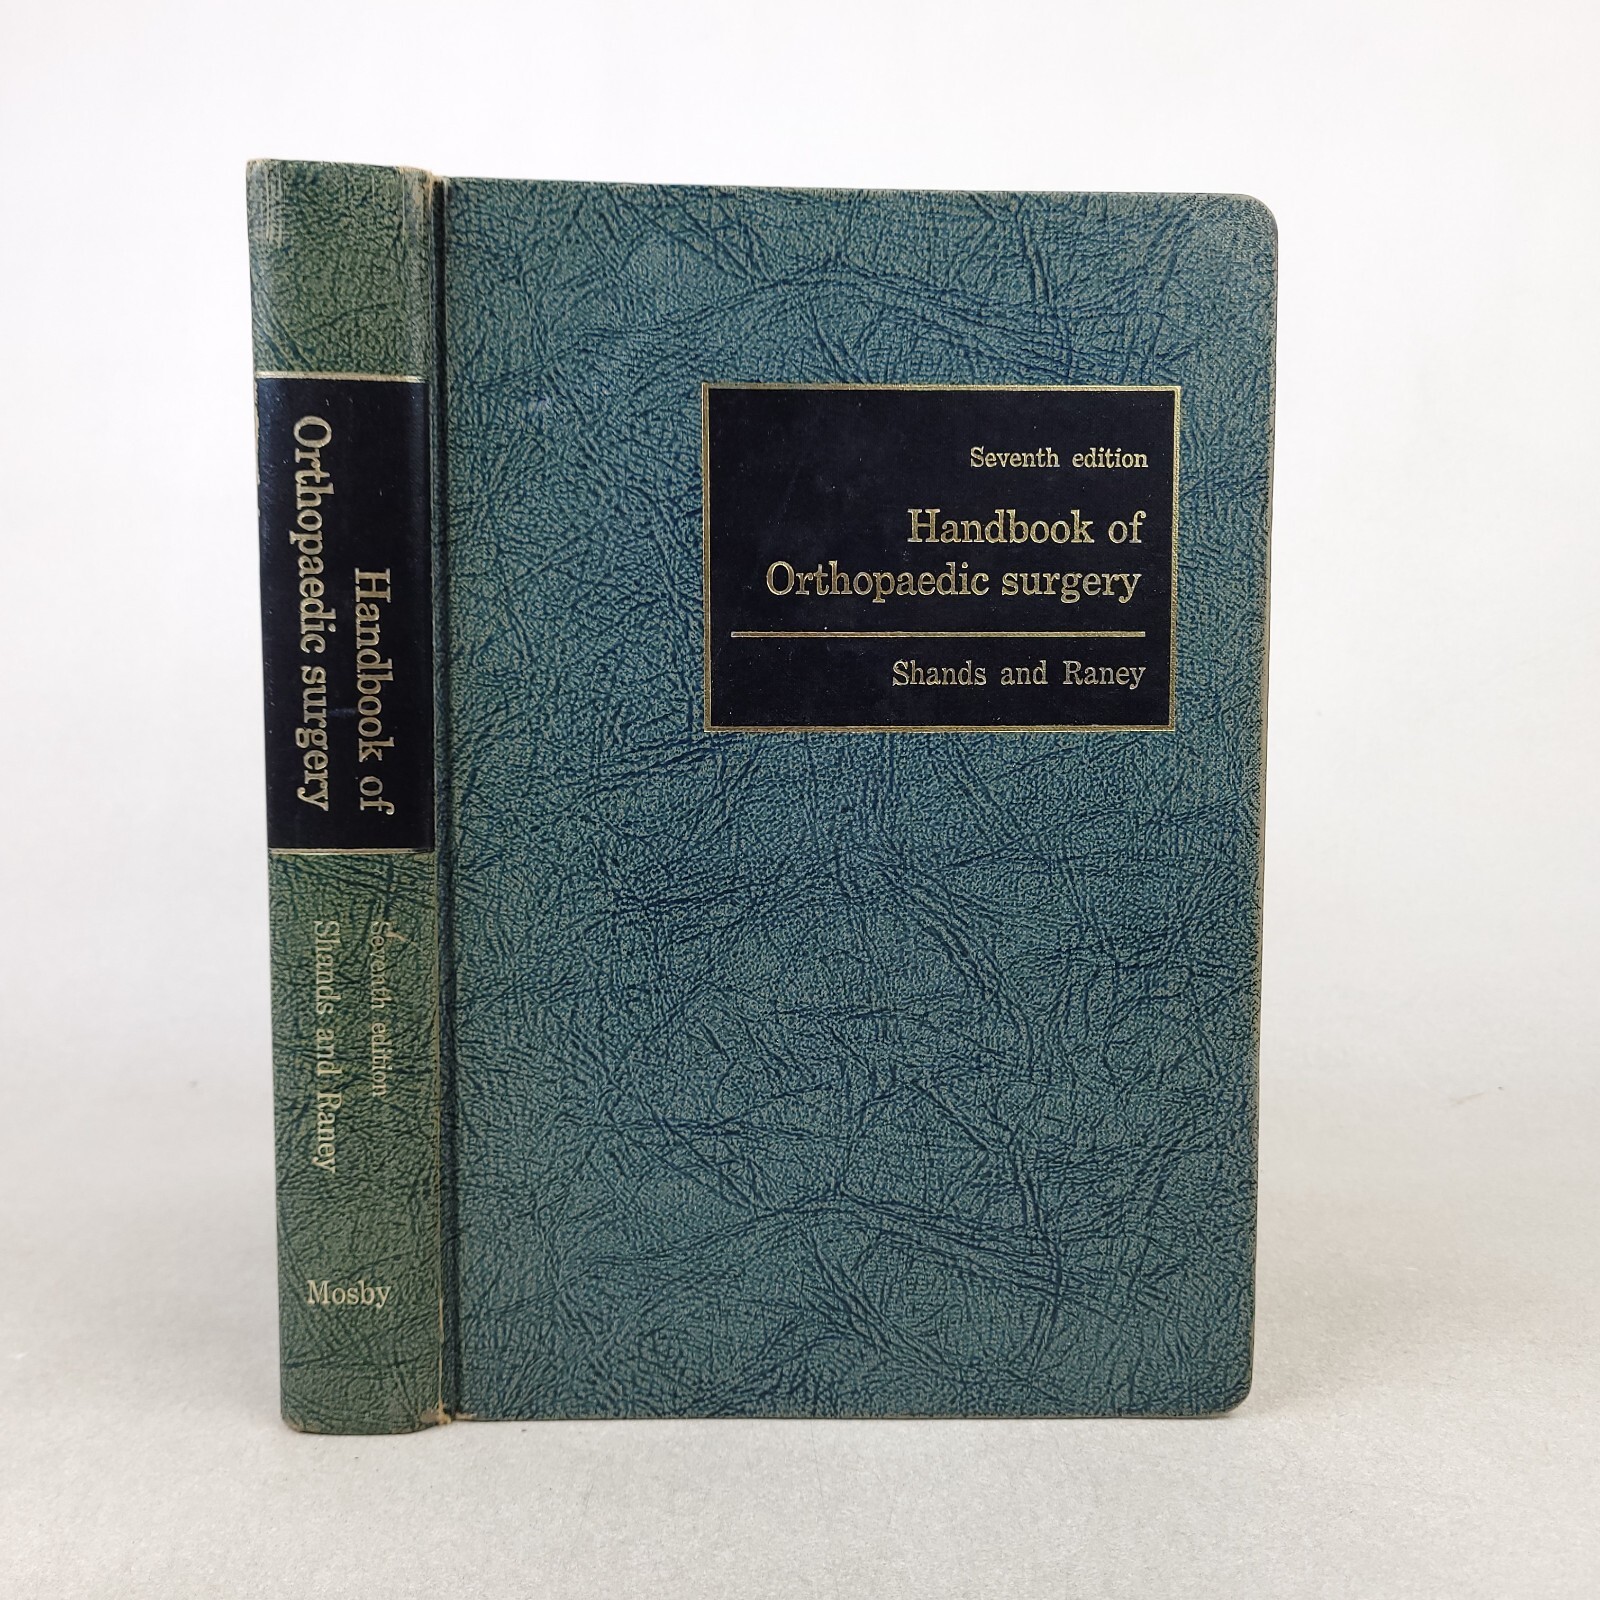 Handbook of
Orthopaedic surgery
Seventh edition
Shands and Raney
Mosby
Seventh edition
Handbook of
Orthopaedic surgery
Shands and Raney